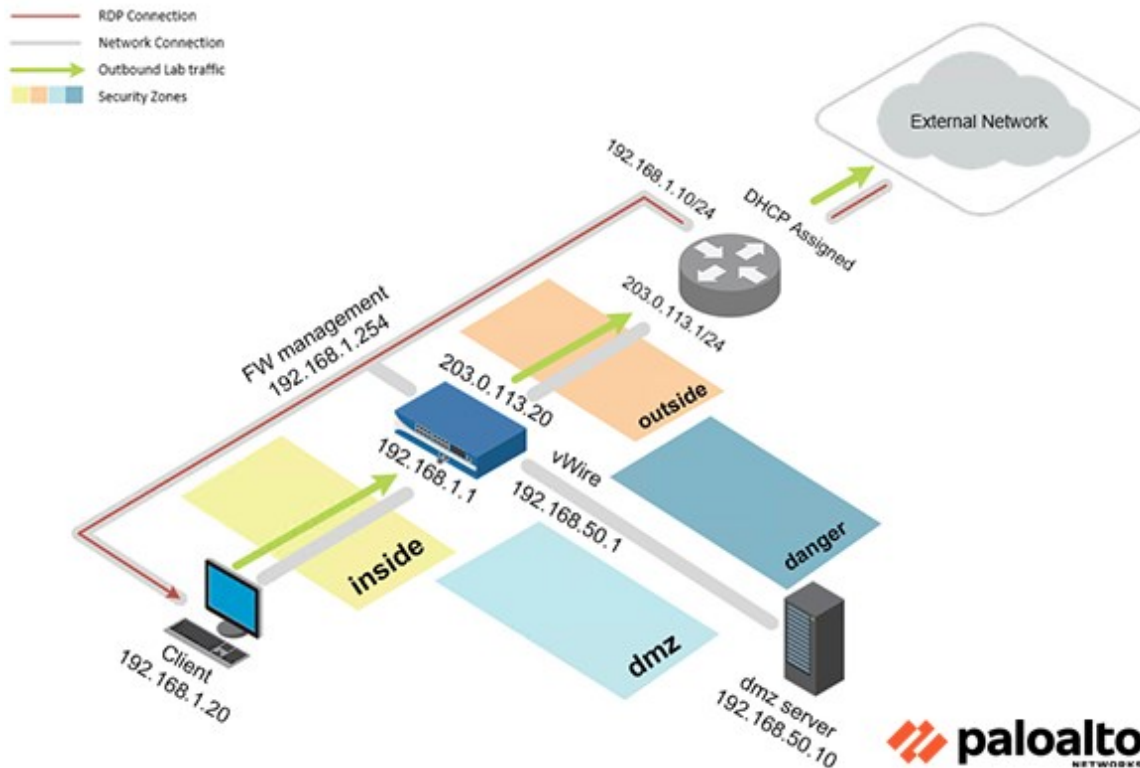 RDP Connection
Network Connection
Outbound Lab traffic
Security Zones
External Network
192.168.1.10/24
DHCP Assigned
203.0.113.1/24
FW management
192.168.1.254
203.0.113.20
outside
192.168.1.1
vWire
192.168.50.1
danger
inside
dmz
Client
192.168.1.20
dmz server
192.168.50.10
paloalto
NETWORKS